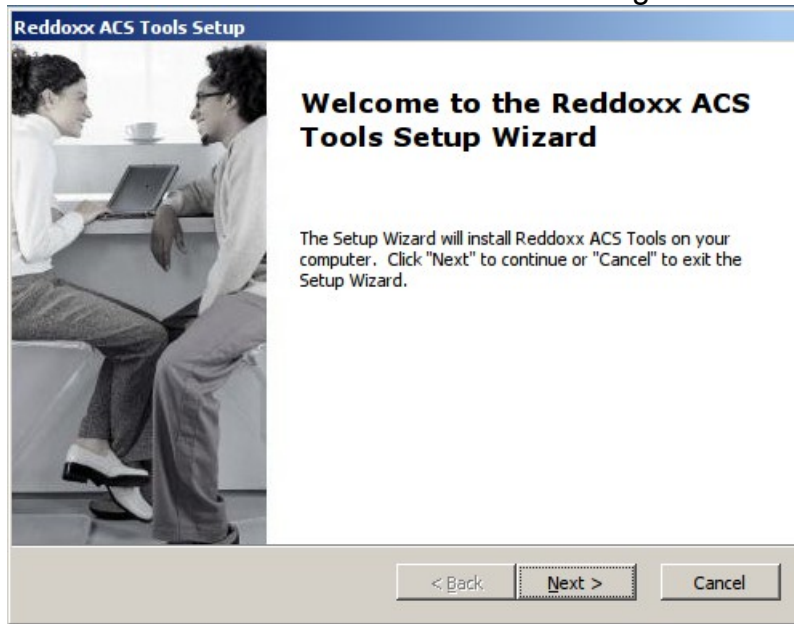 Reddoxx ACS Tools Setup
Welcome to the Reddoxx ACS
Tools Setup Wizard
The Setup Wizard will install Reddoxx ACS Tools on your
computer. Click "Next" to continue or "Cancel" to exit the
Setup Wizard.
< Back Next > Cancel